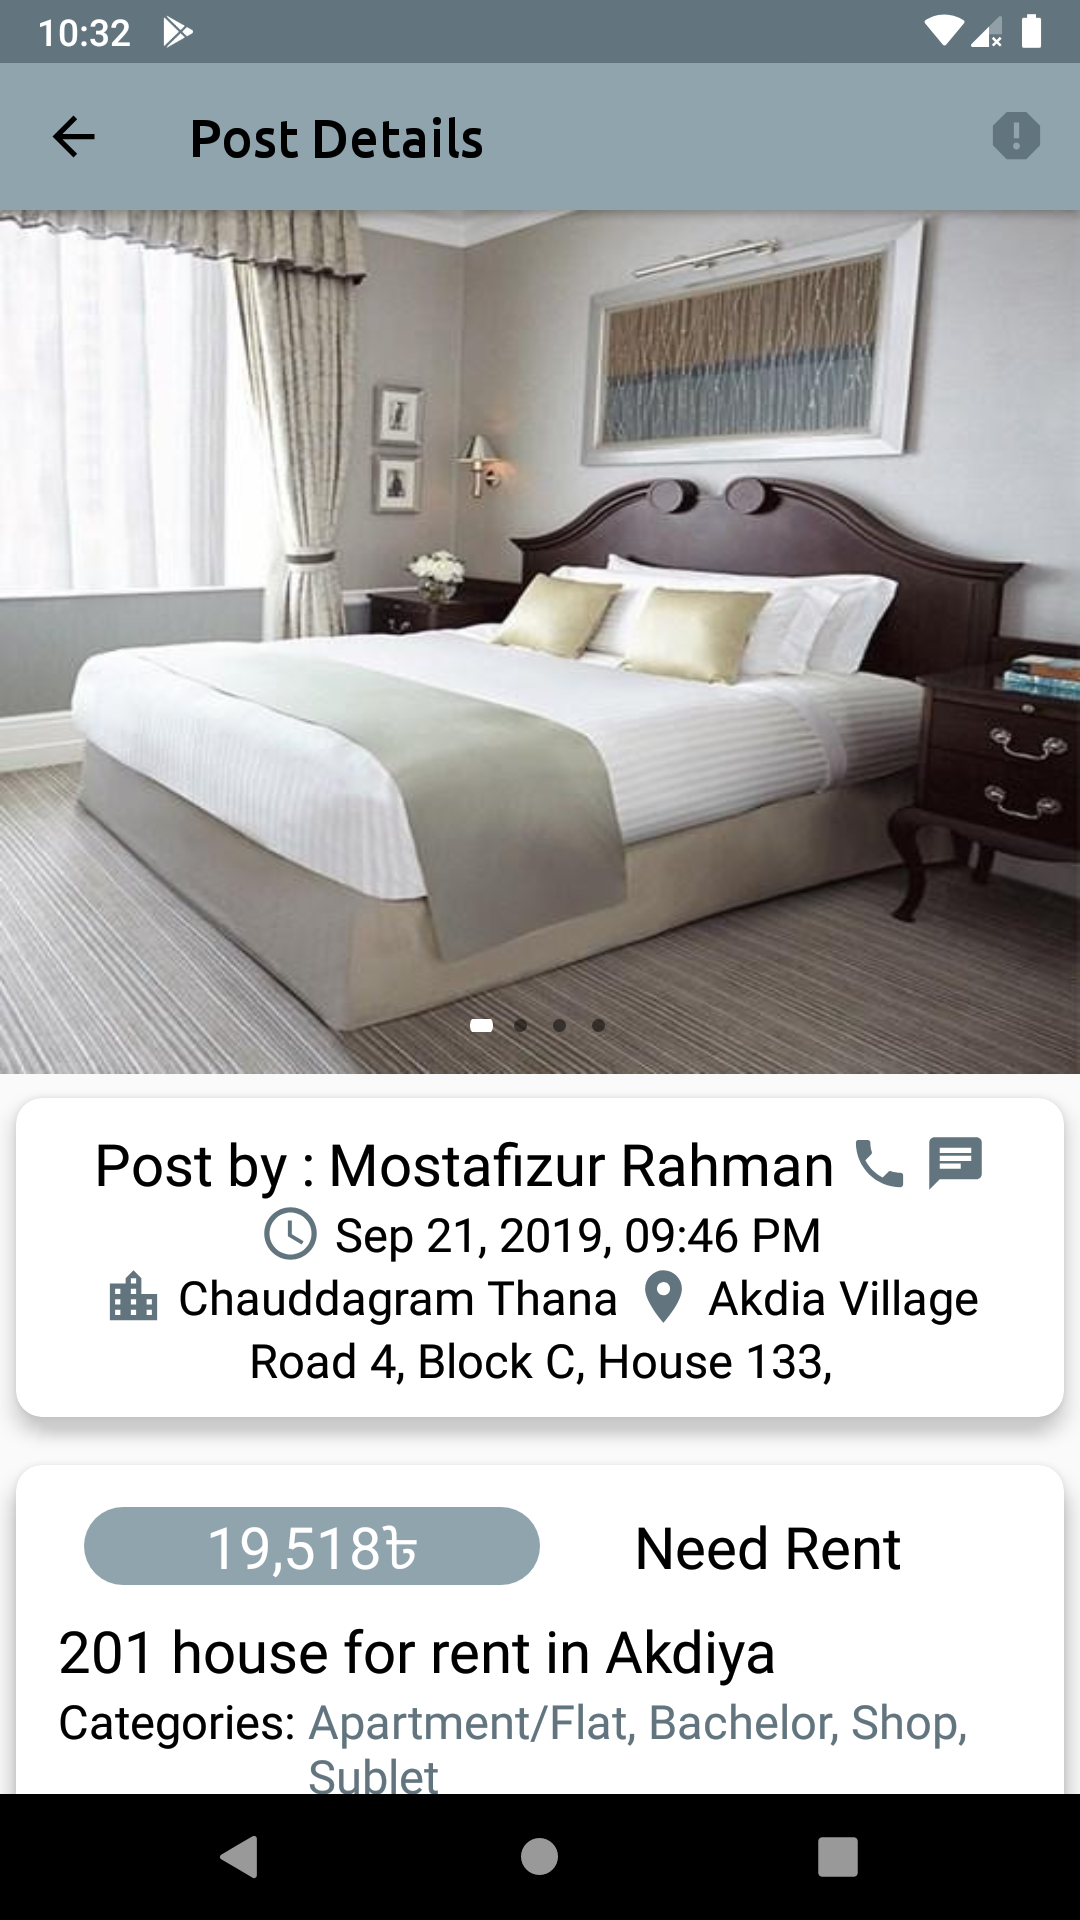 10:32
Post Details
Post by : Mostafizur Rahman
Sep 21, 2019, 09:46 PM
Chauddagram Thana Akdia Village
Road 4, Block C, House 133,
19,518৳ Need Rent
201 house for rent in Akdiya
Categories: Apartment/Flat, Bachelor, Shop,
Sublet